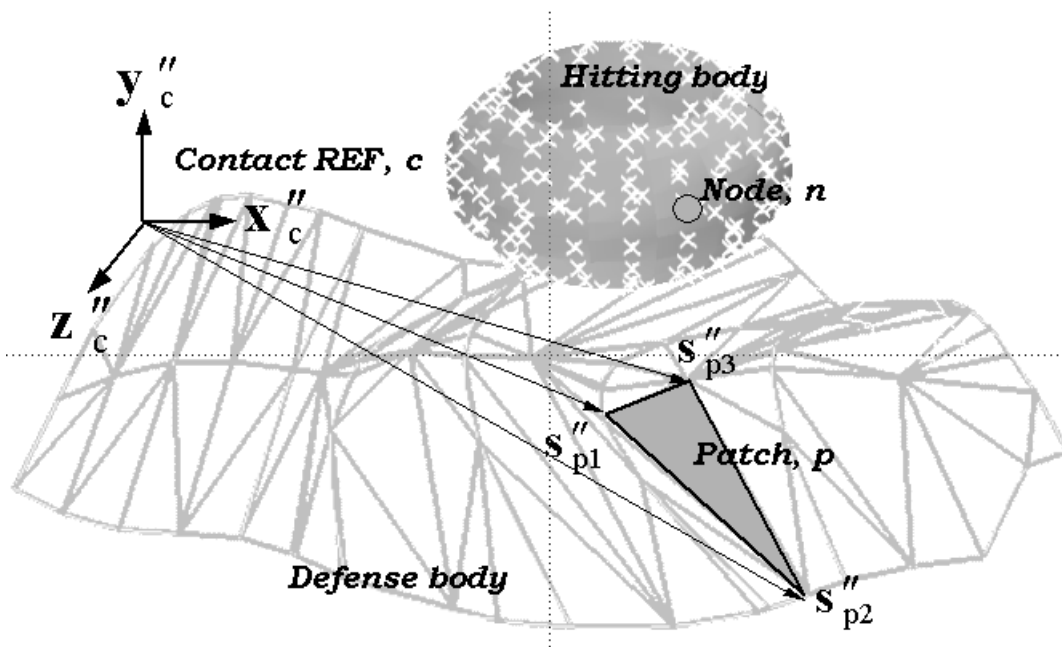 y″c
Hitting body
Contact REF, c
Node, n
x″c
z″c
s″p3
s″p1
Patch, p
Defense body
s″p2